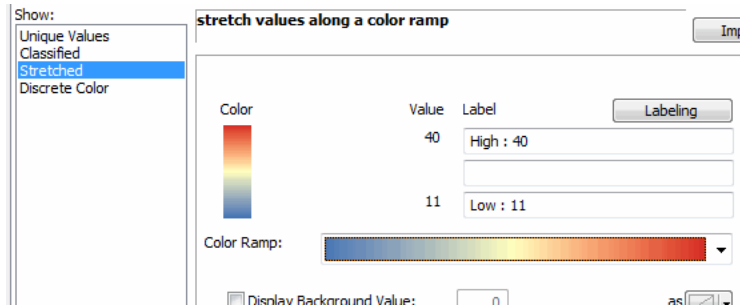 Show:
Unique Values
Classified
Stretched
Discrete Color
stretch values along a color ramp
Color Value Label Labeling
40 High : 40
11 Low : 11
Color Ramp:
Display Background Value: 0 as